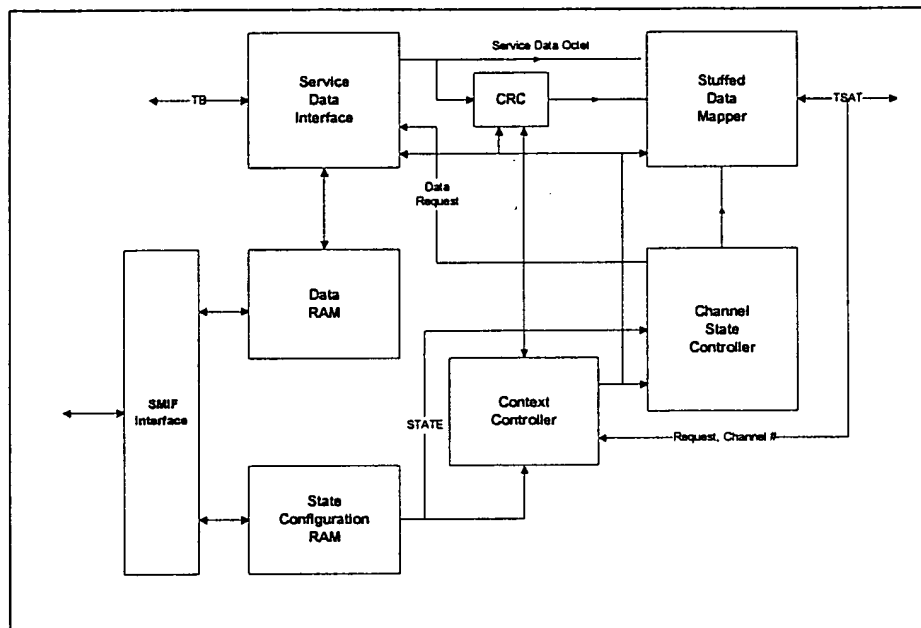 Service Data Octet
Service
Data
Interface
CRC
Stuffed
Data
Mapper
TB
TSAT
Data
Request
Data
RAM
Channel
State
Controller
SMIF
Interface
Context
Controller
STATE
Request, Channel #
State
Configuration
RAM